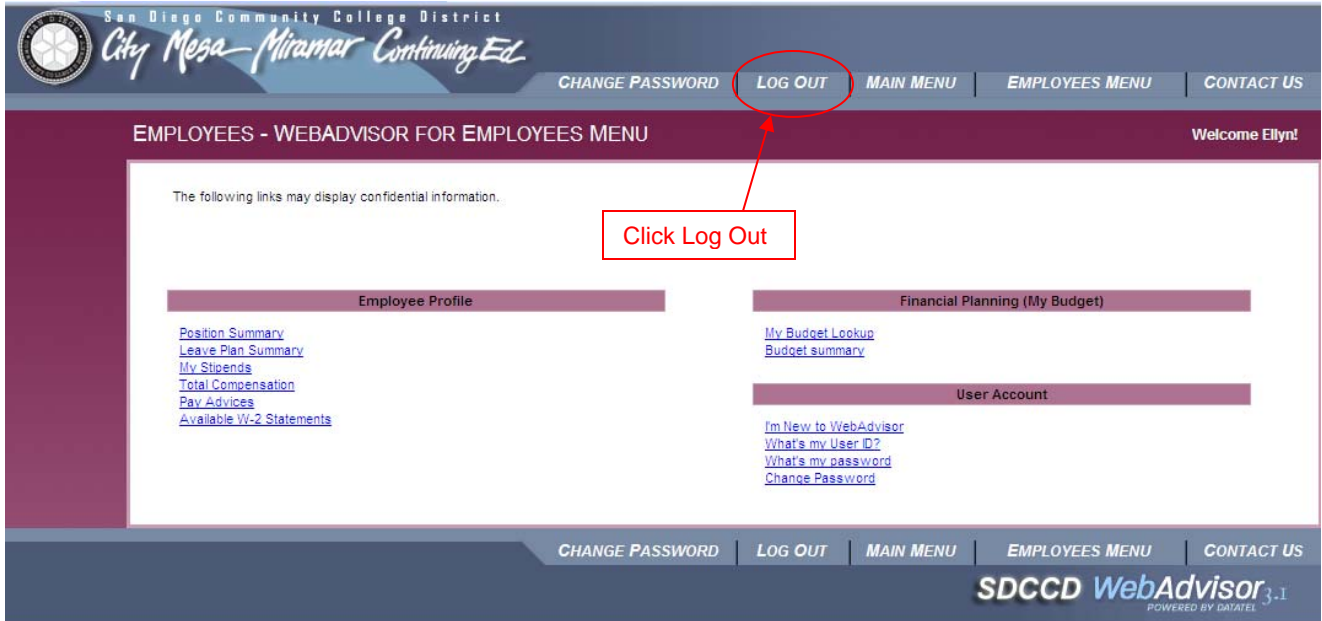 San Diego Community College District
City Mesa Miramar Continuing Ed
CHANGE PASSWORD LOG OUT MAIN MENU EMPLOYEES MENU CONTACT US
EMPLOYEES - WEBADVISOR FOR EMPLOYEES MENU
Welcome Ellyn!
The following links may display confidential information.
Click Log Out
Employee Profile
Position Summary
Leave Plan Summary
My Stipends
Total Compensation
Pay Advices
Available W-2 Statements
Financial Planning (My Budget)
My Budget Lookup
Budget summary
User Account
I'm New to WebAdvisor
What's my User ID?
What's my password
Change Password
CHANGE PASSWORD LOG OUT MAIN MENU EMPLOYEES MENU CONTACT US
SDCCD WebAdvisor 3.1
POWERED BY DATATEL